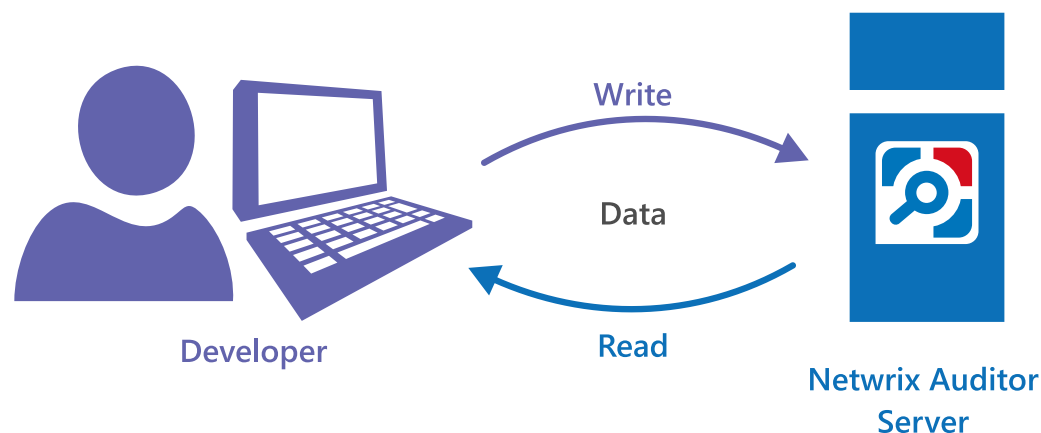 Write
Data
Read
Developer
Netwrix Auditor
Server